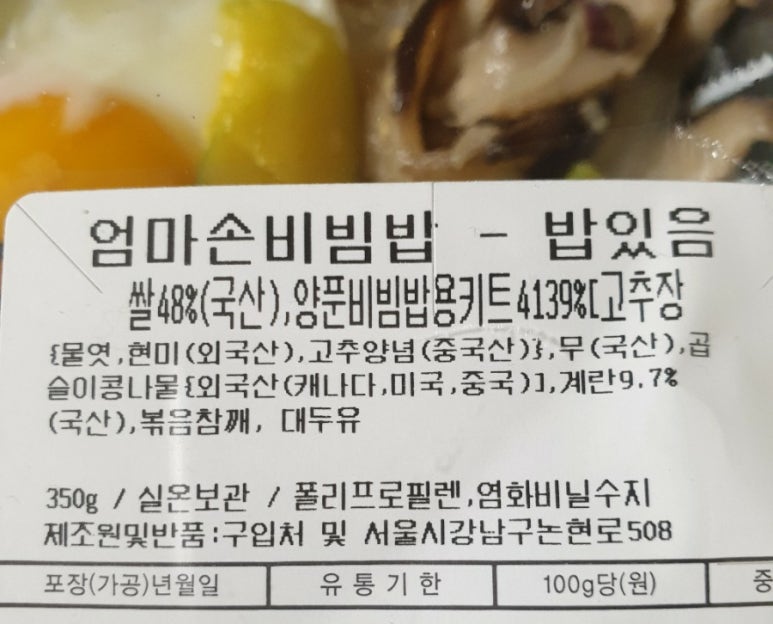 엄마손비빔밥 - 밥있음
쌀48%(국산),양푼비빔밥용키트4139%[고추장
{물엿,현미(외국산),고추양념(중국산)},무(국산),곱
슬이콩나물{외국산(캐나다,미국,중국)],계란9.7%
(국산),볶음참깨, 대두유
350g / 실온보관 / 폴리프로필렌,염화비닐수지
제조원및반품:구입처 및 서울시강남구논현로508
포장(가공)년월일 유통기한 100g당(원) 중